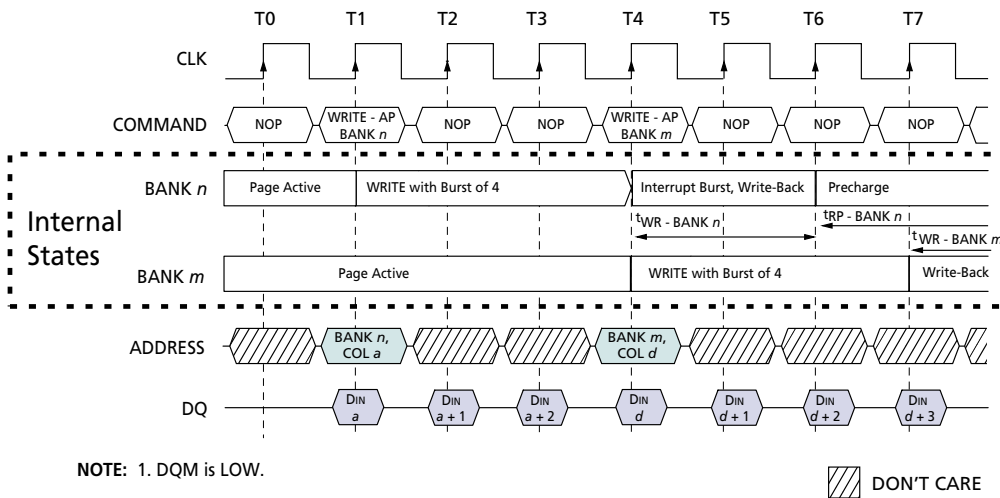 T0 T1 T2 T3 T4 T5 T6 T7
CLK
COMMAND NOP WRITE - AP BANK n NOP NOP WRITE - AP BANK m NOP NOP NOP
Internal States
BANK n Page Active WRITE with Burst of 4 Interrupt Burst, Write-Back Precharge
tWR - BANK n tRP - BANK n
tWR - BANK m
BANK m Page Active WRITE with Burst of 4 Write-Back
ADDRESS BANK n, COL a BANK m, COL d
DQ DIN a DIN a + 1 DIN a + 2 DIN d DIN d + 1 DIN d + 2 DIN d + 3
NOTE: 1. DQM is LOW.
DON'T CARE